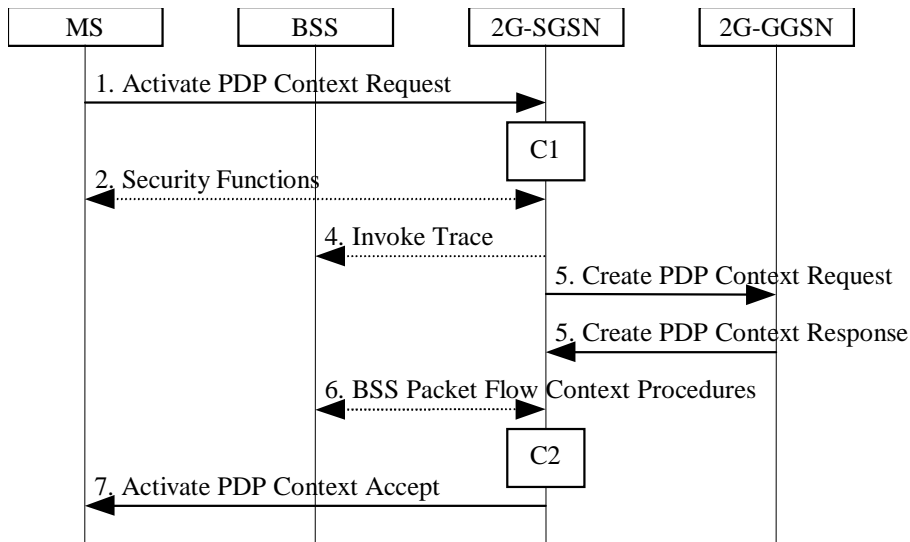 MS BSS 2G-SGSN 2G-GGSN
1. Activate PDP Context Request
C1
2. Security Functions
4. Invoke Trace
5. Create PDP Context Request
5. Create PDP Context Response
6. BSS Packet Flow Context Procedures
C2
7. Activate PDP Context Accept